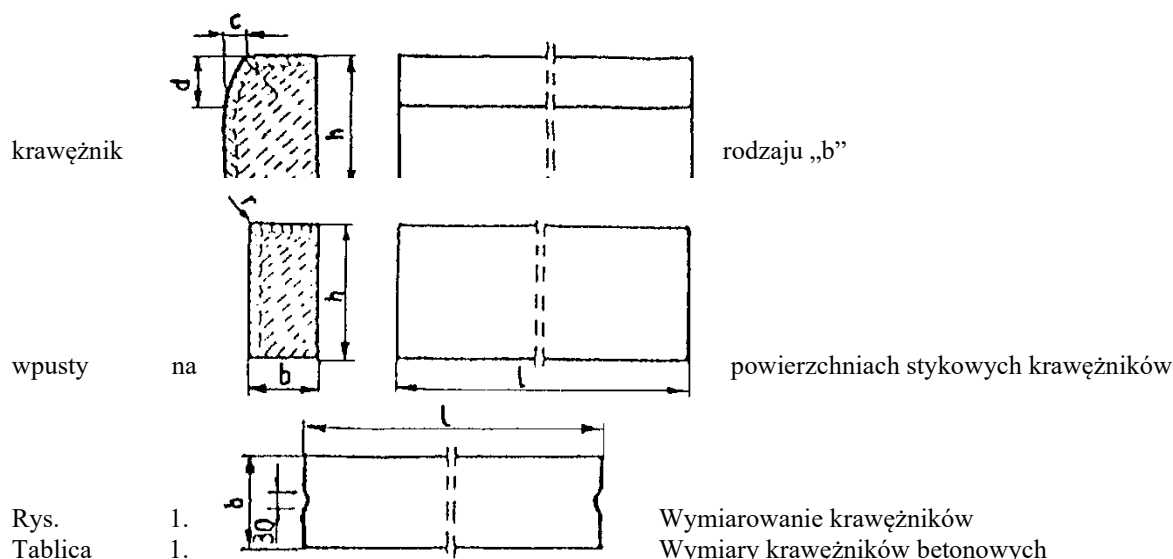 c
d
h
krawężnik rodzaju „b”
r
h
wpusty na powierzchniach stykowych krawężników
b
l
l
b
30
Rys. 1. Wymiarowanie krawężników
Tablica 1. Wymiary krawężników betonowych